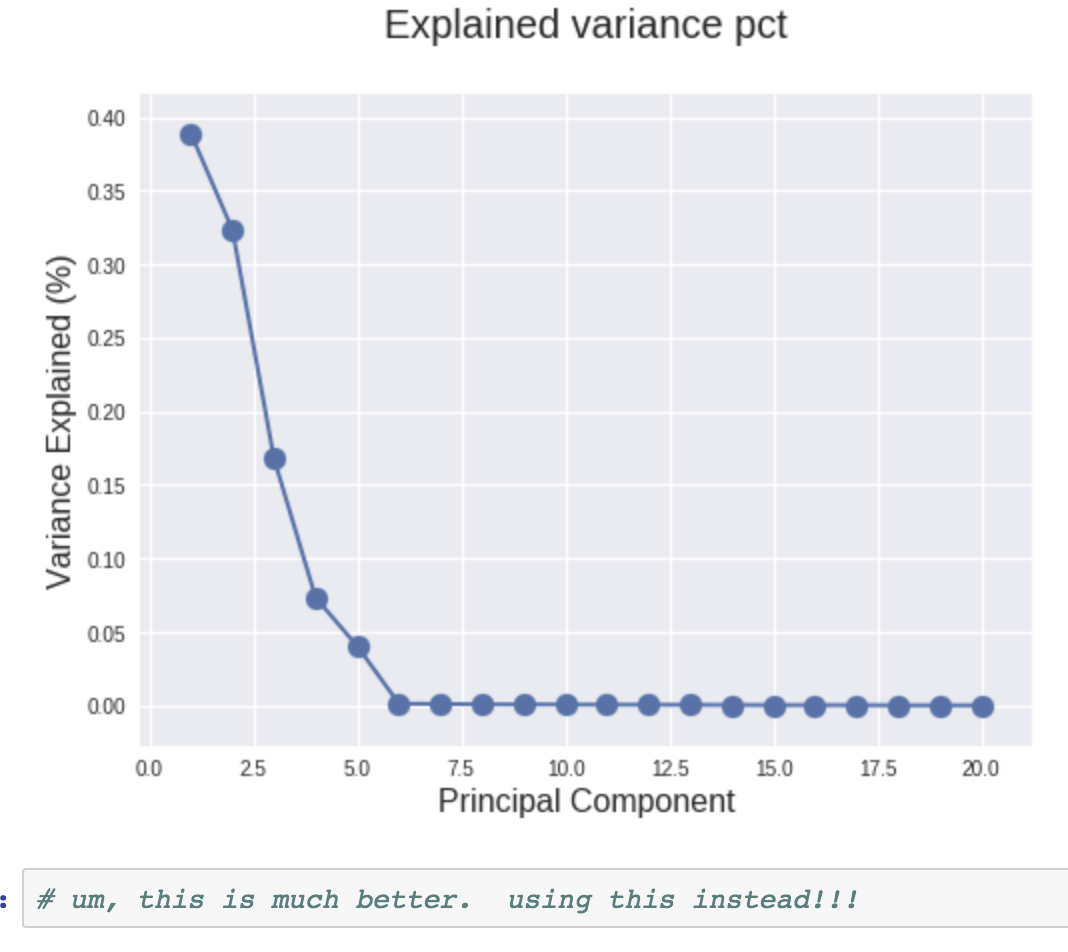 Explained variance pct
0.40
0.35
0.30
0.25
0.20
0.15
0.10
0.05
0.00
Variance Explained (%)
0.0 2.5 5.0 7.5 10.0 12.5 15.0 17.5 20.0
Principal Component
: # um, this is much better.  using this instead!!!